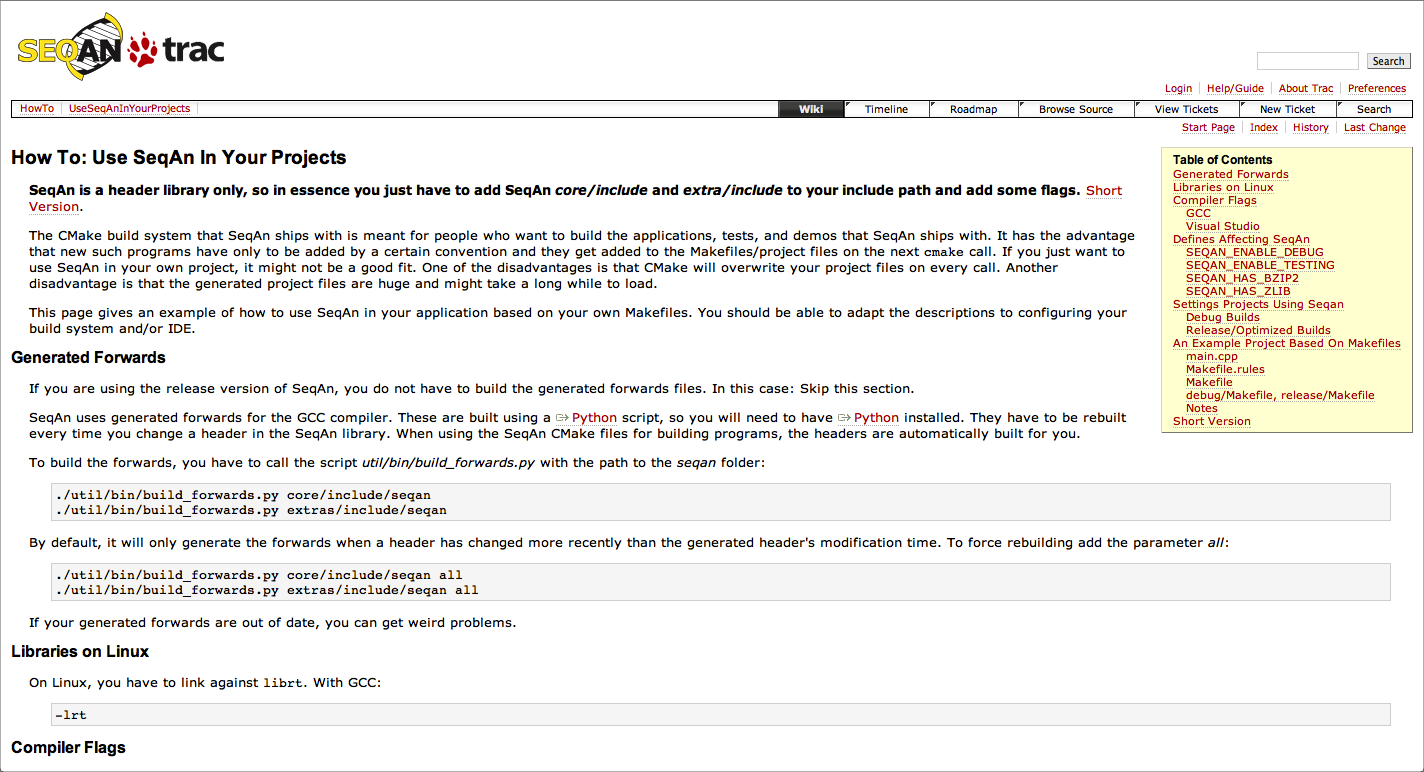 SEQAN trac
Search
Login Help/Guide About Trac Preferences
HowTo UseSeqAnInYourProjects Wiki Timeline Roadmap Browse Source View Tickets New Ticket Search
Start Page Index History Last Change
How To: Use SeqAn In Your Projects
SeqAn is a header library only, so in essence you just have to add SeqAn core/include and extra/include to your include path and add some flags. Short
Version.
The CMake build system that SeqAn ships with is meant for people who want to build the applications, tests, and demos that SeqAn ships with. It has the advantage
that new such programs have only to be added by a certain convention and they get added to the Makefiles/project files on the next cmake call. If you just want to
use SeqAn in your own project, it might not be a good fit. One of the disadvantages is that CMake will overwrite your project files on every call. Another
disadvantage is that the generated project files are huge and might take a long while to load.
This page gives an example of how to use SeqAn in your application based on your own Makefiles. You should be able to adapt the descriptions to configuring your
build system and/or IDE.
Generated Forwards
If you are using the release version of SeqAn, you do not have to build the generated forwards files. In this case: Skip this section.
SeqAn uses generated forwards for the GCC compiler. These are built using a Python script, so you will need to have Python installed. They have to be rebuilt
every time you change a header in the SeqAn library. When using the SeqAn CMake files for building programs, the headers are automatically built for you.
To build the forwards, you have to call the script util/bin/build_forwards.py with the path to the seqan folder:
./util/bin/build_forwards.py core/include/seqan
./util/bin/build_forwards.py extras/include/seqan
By default, it will only generate the forwards when a header has changed more recently than the generated header's modification time. To force rebuilding add the parameter all:
./util/bin/build_forwards.py core/include/seqan all
./util/bin/build_forwards.py extras/include/seqan all
If your generated forwards are out of date, you can get weird problems.
Libraries on Linux
On Linux, you have to link against librt. With GCC:
-lrt
Compiler Flags
Table of Contents
Generated Forwards
Libraries on Linux
Compiler Flags
GCC
Visual Studio
Defines Affecting SeqAn
SEQAN_ENABLE_DEBUG
SEQAN_ENABLE_TESTING
SEQAN_HAS_BZIP2
SEQAN_HAS_ZLIB
Settings Projects Using Seqan
Debug Builds
Release/Optimized Builds
An Example Project Based On Makefiles
main.cpp
Makefile.rules
Makefile
debug/Makefile, release/Makefile
Notes
Short Version